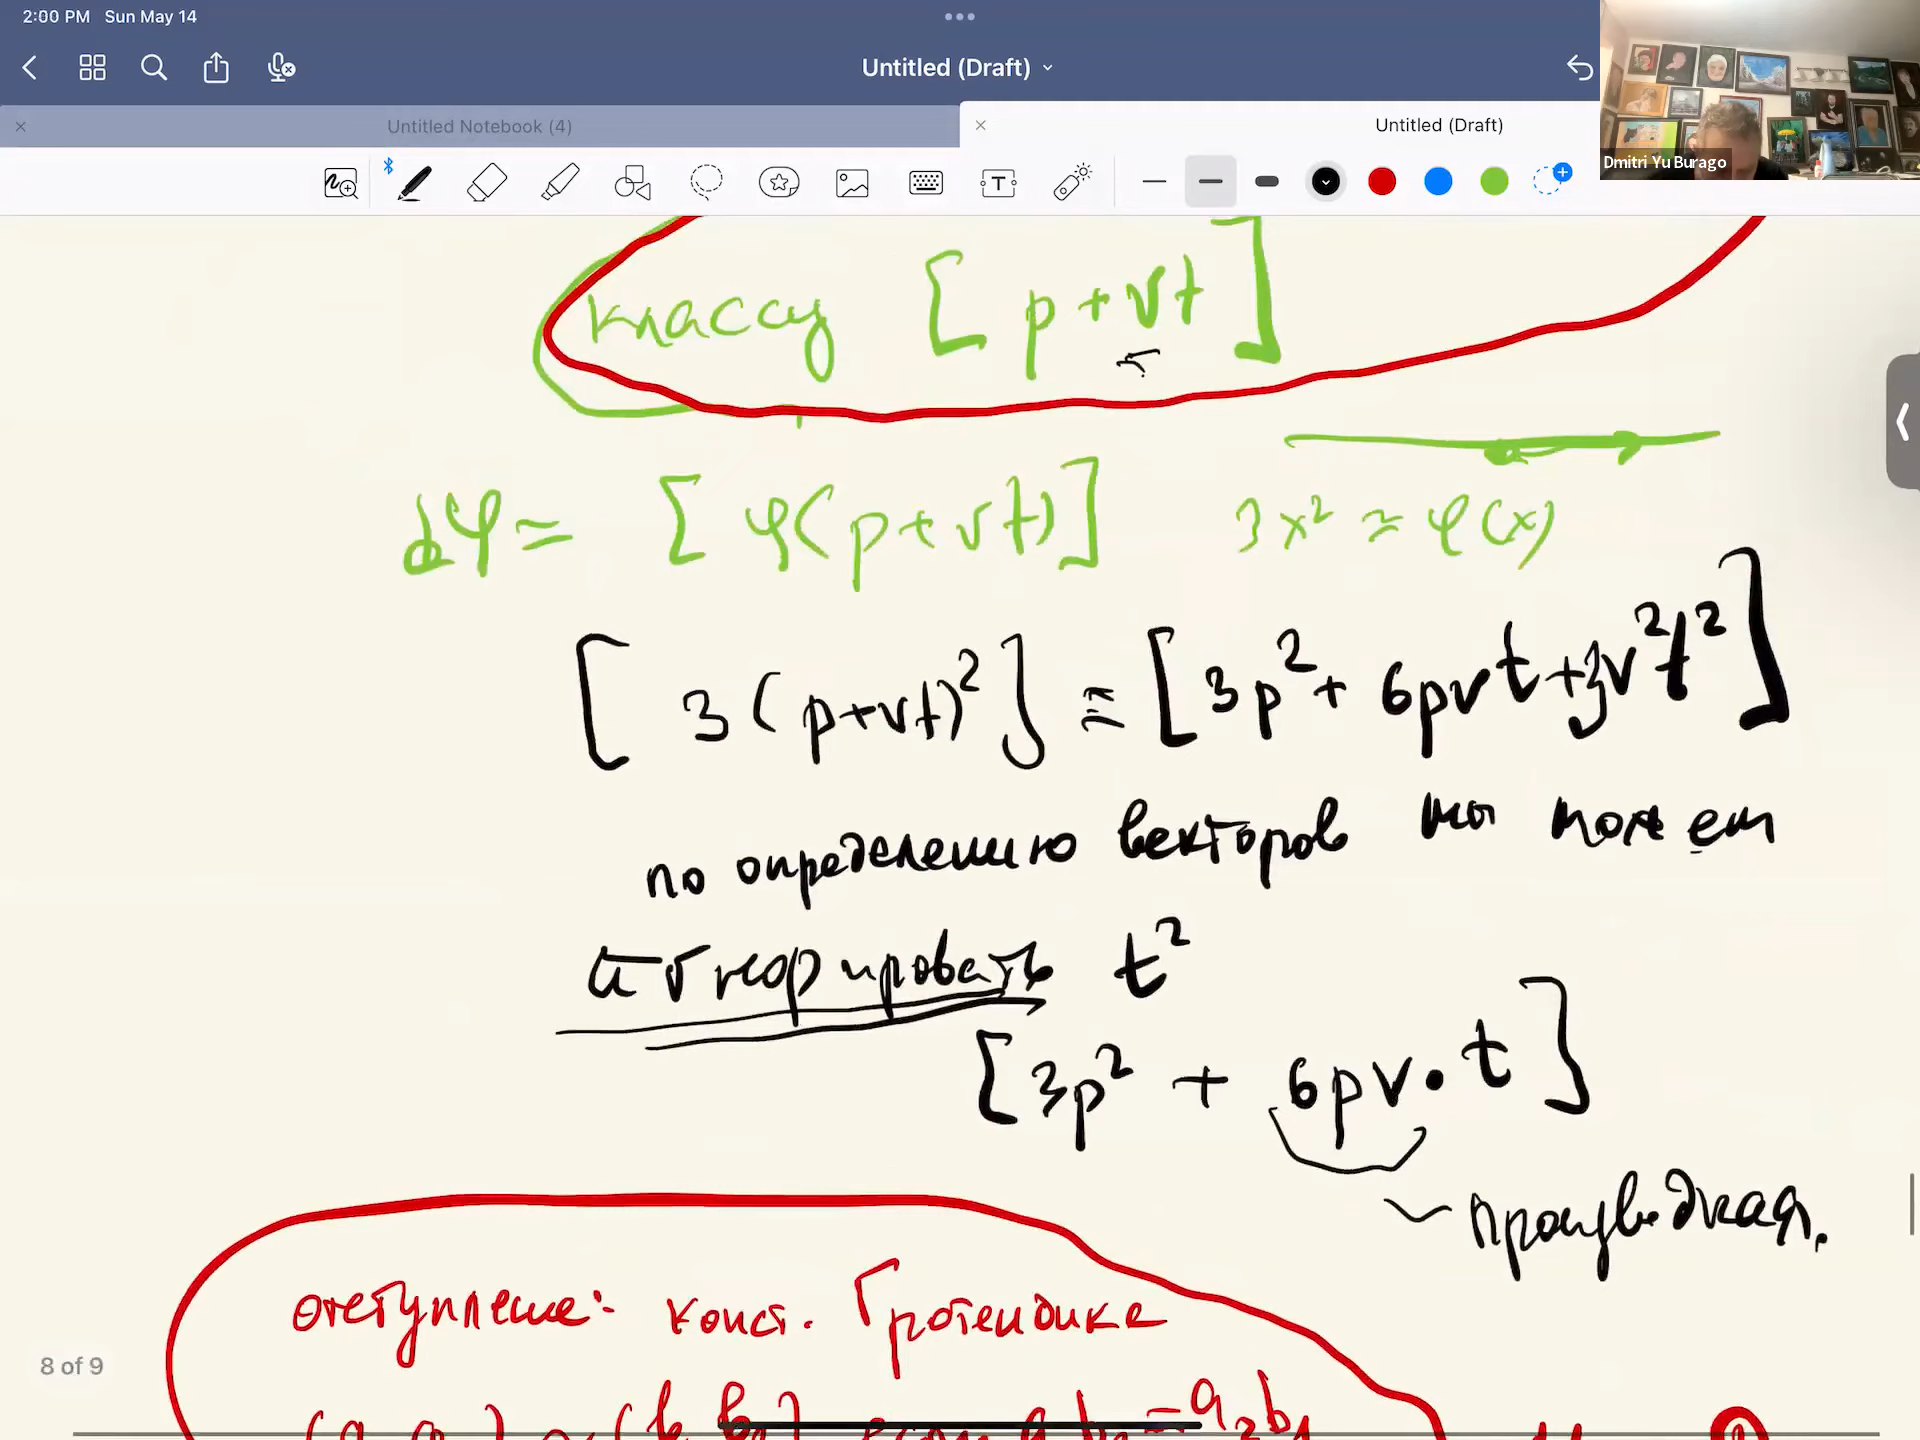 2:00 PM Sun May 14
Untitled (Draft)
Untitled Notebook (4)
Untitled (Draft)
Dmitri Yu Burago
классу [p+vt]
dφ = [φ(p+vt)] 3x² = φ(x)
[3(p+vt)²] = [3p² + 6pvt + 3v²t²]
по определению векторов мы можем
игнорировать t²
[3p² + 6pv · t]
~ производная.
отступление: конст. Гротендика
8 of 9